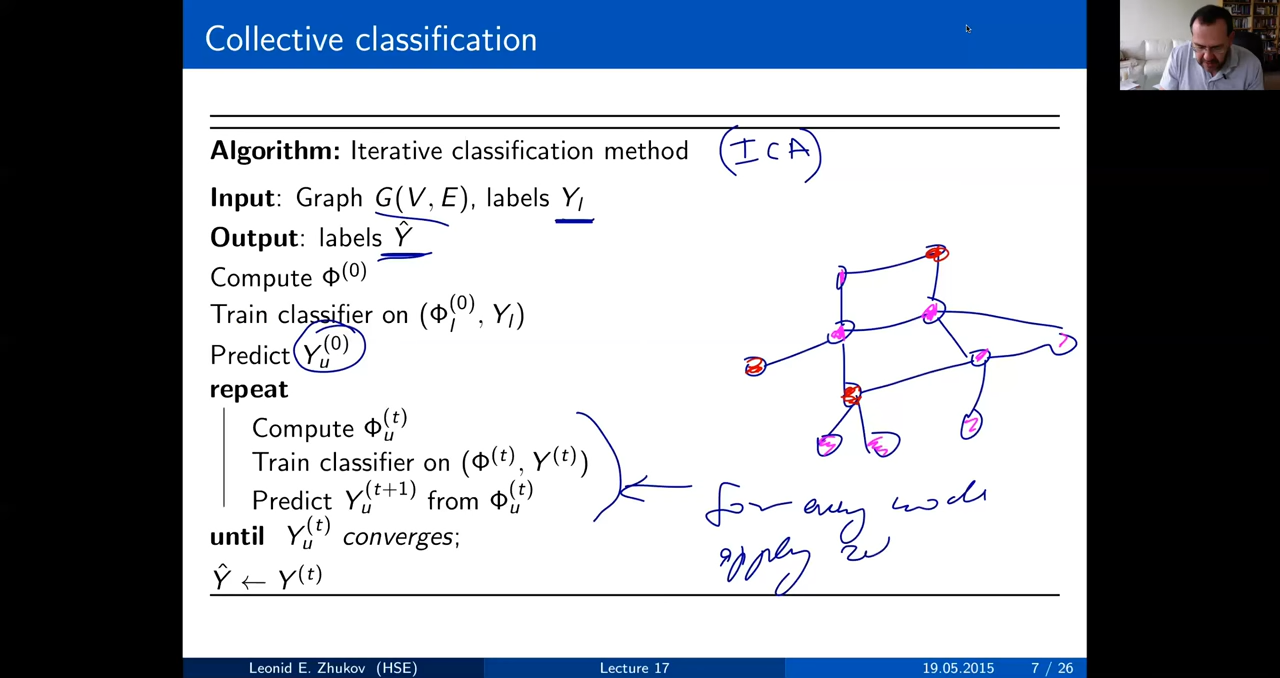 Collective classification
Algorithm: Iterative classification method (ICA)
Input: Graph G(V, E), labels Y_l
Output: labels Ŷ
Compute Φ^(0)
Train classifier on (Φ_l^(0), Y_l)
Predict Y_u^(0)
repeat
Compute Φ_u^(t)
Train classifier on (Φ^(t), Y^(t))
Predict Y_u^(t+1) from Φ_u^(t)
until Y_u^(t) converges;
Ŷ ← Y^(t)
for every node
apply
Leonid E. Zhukov (HSE) Lecture 17 19.05.2015 7 / 26